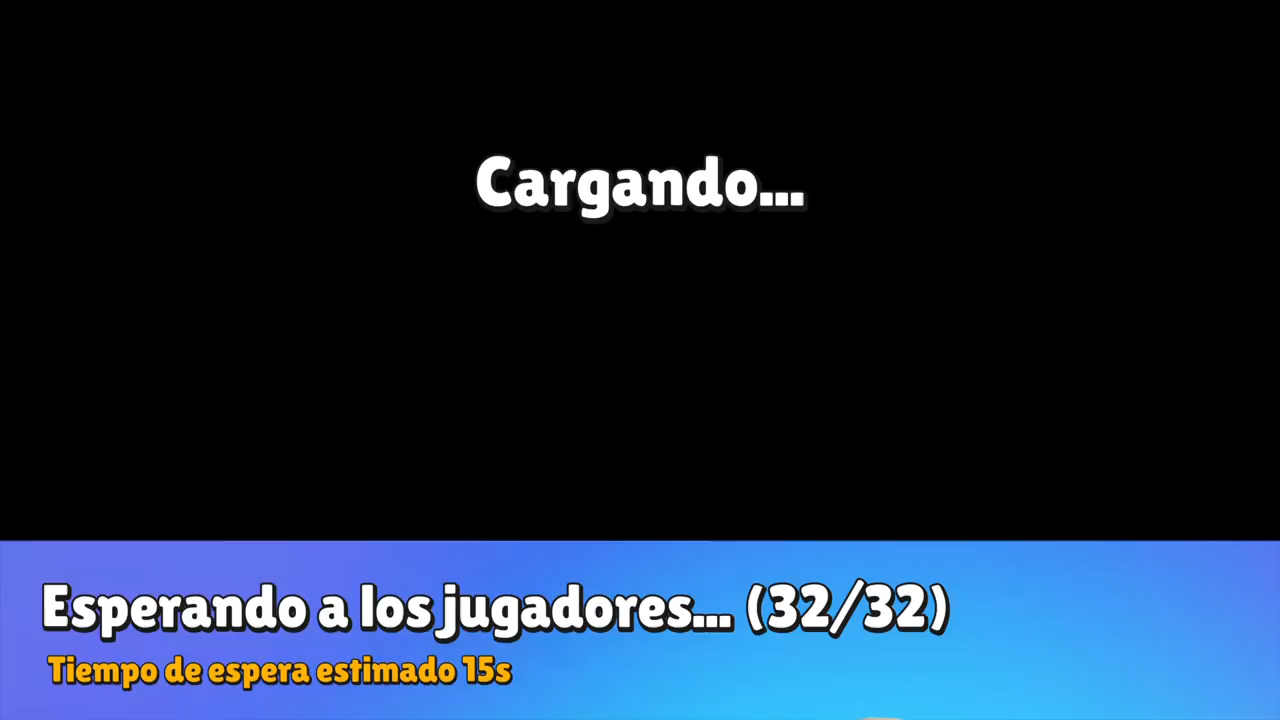 Cargando...
Esperando a los jugadores... (32/32)
Tiempo de espera estimado 15s